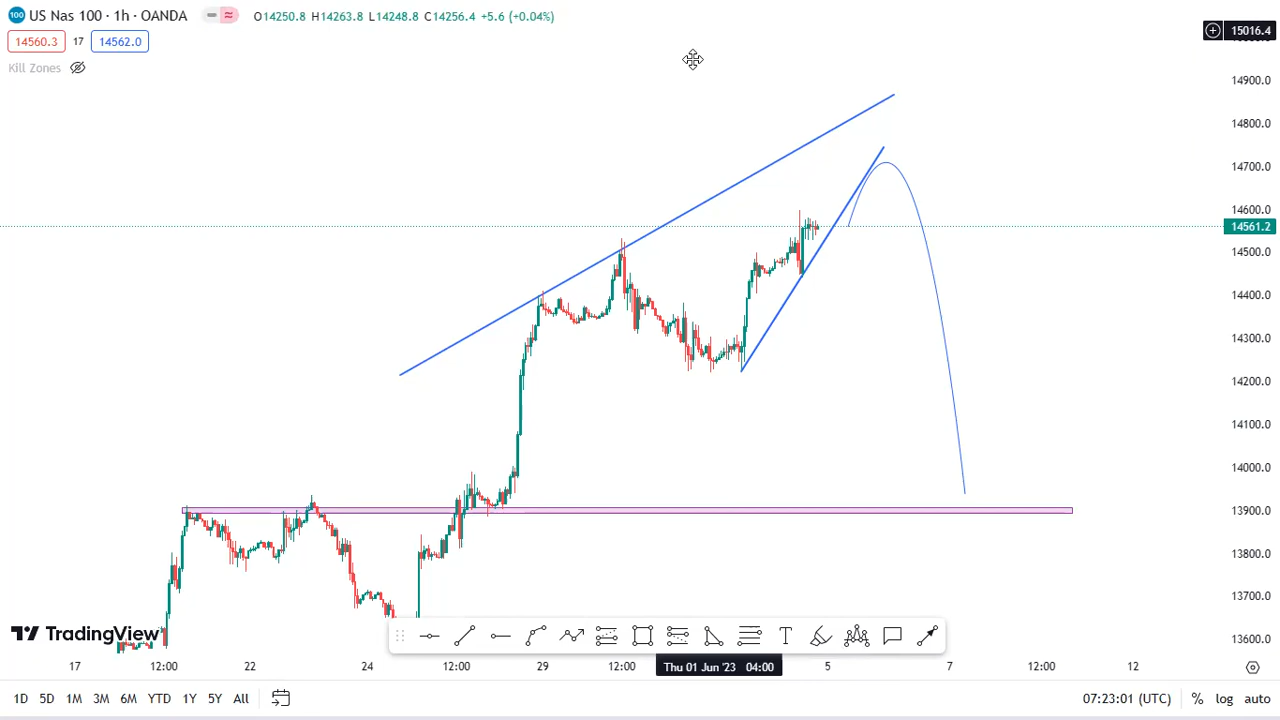 100 US Nas 100 · 1h · OANDA O14250.8 H14263.8 L14248.8 C14256.4 +5.6 (+0.04%)
14560.3 17 14562.0
Kill Zones
15016.4
14900.0
14800.0
14700.0
14600.0
14561.2
14500.0
14400.0
14300.0
14200.0
14100.0
14000.0
13900.0
13800.0
13700.0
13600.0
TradingView
T
17 12:00 22 24 12:00 29 12:00 Thu 01 Jun '23 04:00 5 7 12:00 12
1D 5D 1M 3M 6M YTD 1Y 5Y All 07:23:01 (UTC) % log auto